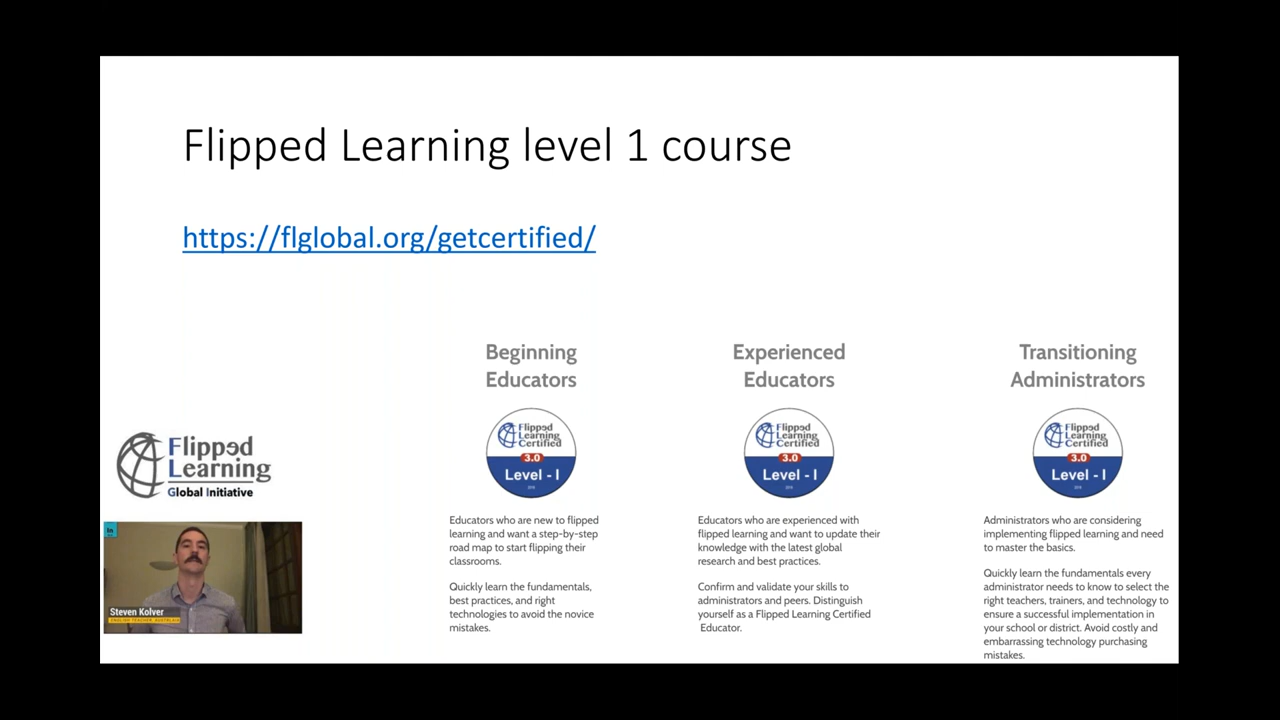 Flipped Learning level 1 course
https://flglobal.org/getcertified/
Beginning
Educators
Flipped
Learning
Certified
3.0
Level - I
Educators who are new to flipped
learning and want a step-by-step
road map to start flipping their
classrooms.
Quickly learn the fundamentals,
best practices, and right
technologies to avoid the novice
mistakes.
Experienced
Educators
Flipped
Learning
Certified
3.0
Level - I
Educators who are experienced with
flipped learning and want to update their
knowledge with the latest global
research and best practices.
Confirm and validate your skills to
administrators and peers. Distinguish
yourself as a Flipped Learning Certified
Educator.
Transitioning
Administrators
Flipped
Learning
Certified
3.0
Level - I
Administrators who are considering
implementing flipped learning and need
to master the basics.
Quickly learn the fundamentals every
administrator needs to know to select the
right teachers, trainers, and technology to
ensure a successful implementation in
your school or district. Avoid costly and
embarrassing technology purchasing
mistakes.
Flipped
Learning
Global Initiative
Steven Kolver